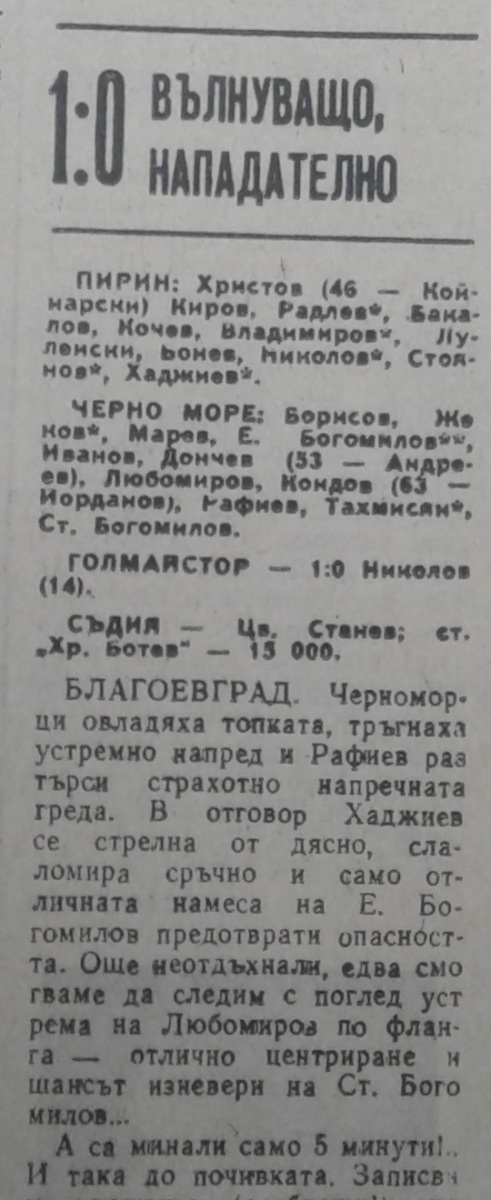 1:0 ВЪЛНУВАЩО,
НАПАДАТЕЛНО
ПИРИН: Христов (46 — Кой-
нарски) Киров, Радлев*, Бака-
лов, Кочев, Владимиров*, Лу-
ленски, Бонев, Николов*, Стоя-
нов*, Хаджиев*.
ЧЕРНО МОРЕ: Борисов, Же
ков*, Марев, Е. Богомилов**,
Иванов, Дончев (53 — Андре-
ев), Любомиров, Кондов (63 —
Йорданов), Рафиев, Тахмисян*,
Ст. Богомилов.
ГОЛМАЙСТОР — 1:0 Николов
(14).
СЪДИЯ — Цв. Станев; ст.
„Хр. Ботев“ — 15 000.
БЛАГОЕВГРАД. Черномор-
ци овладяха топката, тръгнаха
устремно напред и Рафиев раз
търси страхотно напречната
греда. В отговор Хаджиев
се стрелна от дясно, сла-
ломира сръчно и само от-
личната намеса на Е. Бо-
гомилов предотврати опасност-
та. Още неотдъхнали, едва смо
гваме да следим с поглед уст
рема на Любомиров по флан-
га — отлично центриране и
шансът изневери на Ст. Бого
милов...
А са минали само 5 минути!..
И така до почивката. Записва